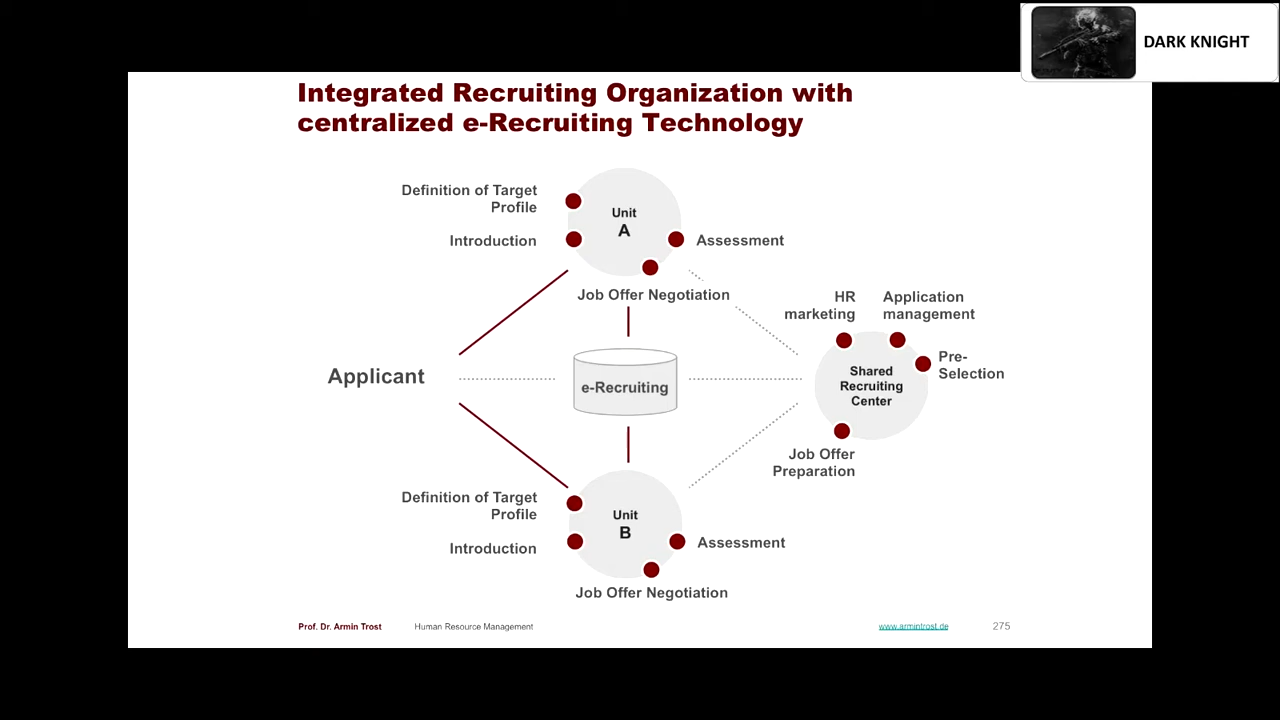 DARK KNIGHT
Integrated Recruiting Organization with
centralized e-Recruiting Technology
Definition of Target
Profile
Introduction
Unit
A
Assessment
Job Offer Negotiation
HR
marketing
Application
management
Pre-
Selection
Shared
Recruiting
Center
Job Offer
Preparation
Applicant
e-Recruiting
Definition of Target
Profile
Introduction
Unit
B
Assessment
Job Offer Negotiation
Prof. Dr. Armin Trost
Human Resource Management
www.armintrost.de
275